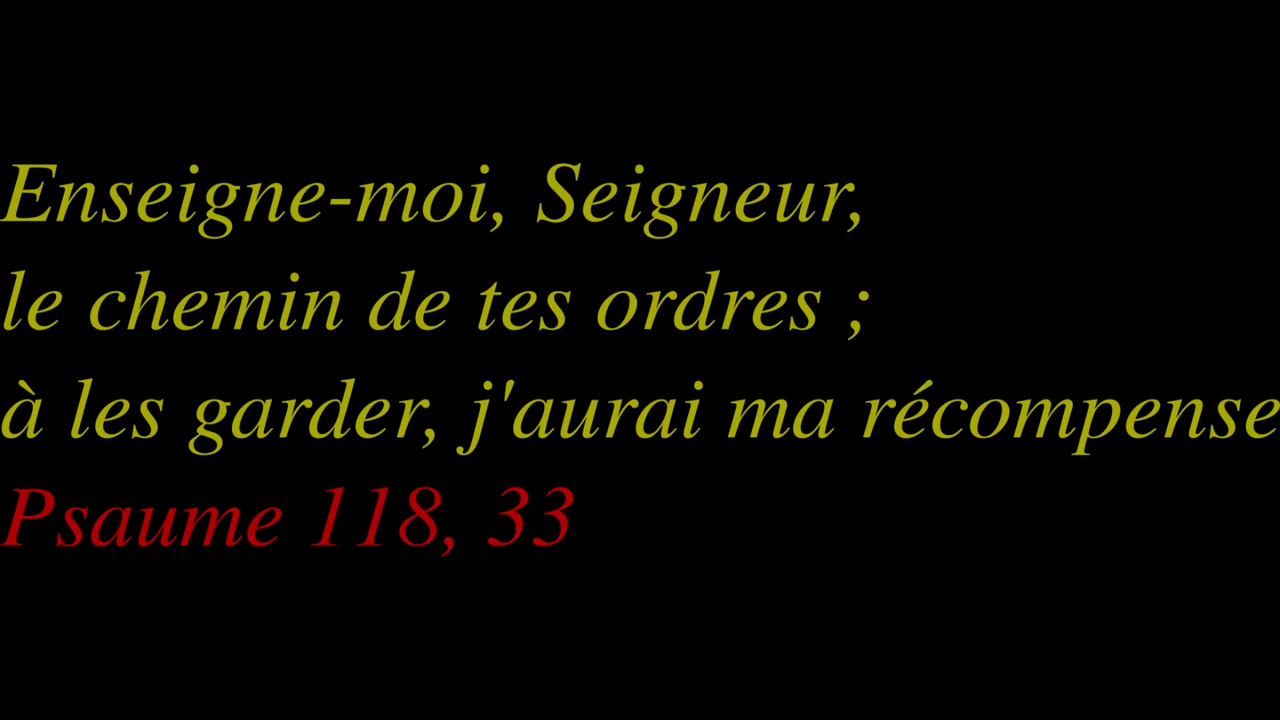 Enseigne-moi, Seigneur,
le chemin de tes ordres ;
à les garder, j'aurai ma récompense
Psaume 118, 33